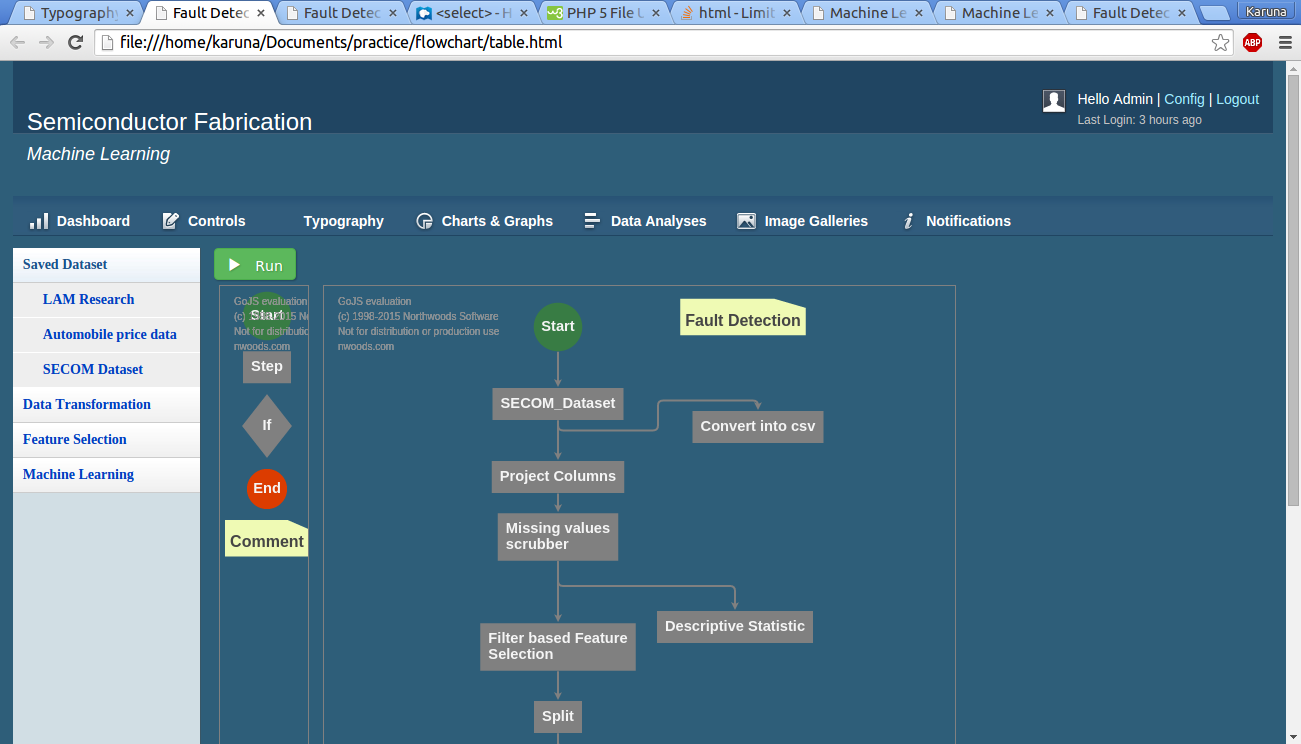 Typography
Fault Detec
Fault Detec
<select> - H
PHP 5 File U
html - Limit
Machine Le
Machine Le
Fault Detec
Karuna
file:///home/karuna/Documents/practice/flowchart/table.html
ABP
Semiconductor Fabrication
Machine Learning
Hello Admin | Config | Logout
Last Login: 3 hours ago
Dashboard
Controls
Typography
Charts & Graphs
Data Analyses
Image Galleries
Notifications
Saved Dataset
LAM Research
Automobile price data
SECOM Dataset
Data Transformation
Feature Selection
Machine Learning
Run
GoJS evaluation
(c) 1998-2015 No
Not for distributio
nwoods.com
Start
Step
If
End
Comment
GoJS evaluation
(c) 1998-2015 Northwoods Software
Not for distribution or production use
nwoods.com
Start
Fault Detection
SECOM_Dataset
Convert into csv
Project Columns
Missing values
scrubber
Descriptive Statistic
Filter based Feature
Selection
Split